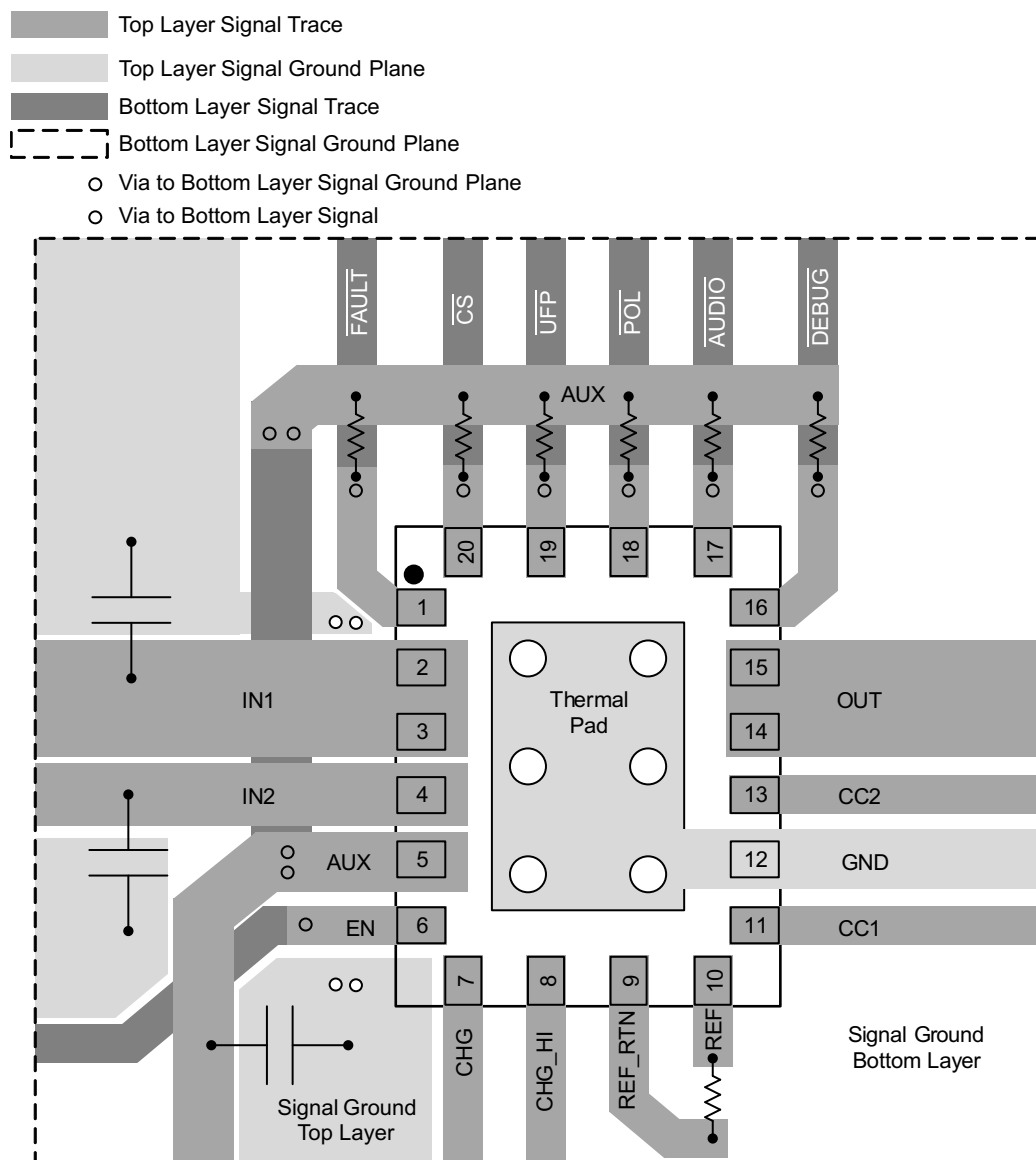 Top Layer Signal Trace
Top Layer Signal Ground Plane
Bottom Layer Signal Trace
Bottom Layer Signal Ground Plane
Via to Bottom Layer Signal Ground Plane
Via to Bottom Layer Signal
FAULT
CS
UFP
POL
AUDIO
DEBUG
AUX
20
19
18
17
1
16
2
15
Thermal
Pad
IN1
OUT
3
14
IN2
4
13
CC2
AUX
5
12
GND
EN
6
11
CC1
7
8
9
10
CHG
CHG_HI
REF_RTN
REF
Signal Ground
Bottom Layer
Signal Ground
Top Layer